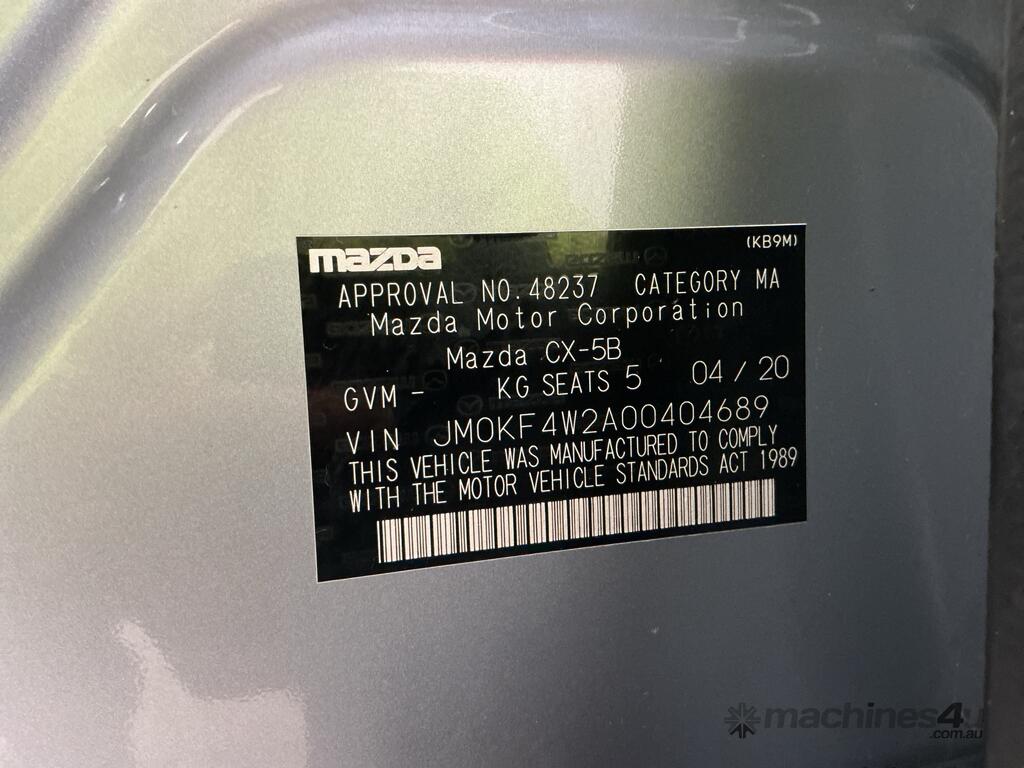 mazda
(KB9M)
APPROVAL NO. 48237 CATEGORY MA
Mazda Motor Corporation
Mazda CX-5B
GVM - KG SEATS 5 04 / 20
VIN JM0KF4W2A00404689
THIS VEHICLE WAS MANUFACTURED TO COMPLY
WITH THE MOTOR VEHICLE STANDARDS ACT 1989
machines4u
.com.au